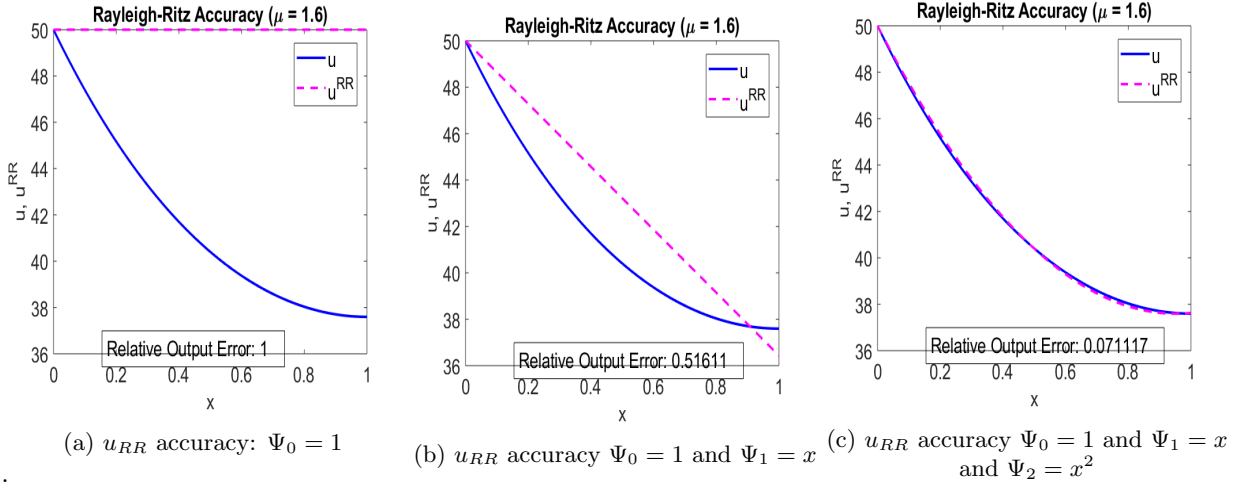 Rayleigh-Ritz Accuracy (μ = 1.6)
50
48
46
44
42
40
38
36
u, u^RR
u
u^RR
Relative Output Error: 1
0 0.2 0.4 0.6 0.8 1
x
(a) u_RR accuracy: Ψ_0 = 1
Rayleigh-Ritz Accuracy (μ = 1.6)
50
48
46
44
42
40
38
36
u, u^RR
u
u^RR
Relative Output Error: 0.51611
0 0.2 0.4 0.6 0.8 1
x
(b) u_RR accuracy Ψ_0 = 1 and Ψ_1 = x
Rayleigh-Ritz Accuracy (μ = 1.6)
50
48
46
44
42
40
38
36
u, u^RR
u
u^RR
Relative Output Error: 0.071117
0 0.2 0.4 0.6 0.8 1
x
(c) u_RR accuracy Ψ_0 = 1 and Ψ_1 = x
and Ψ_2 = x^2
.